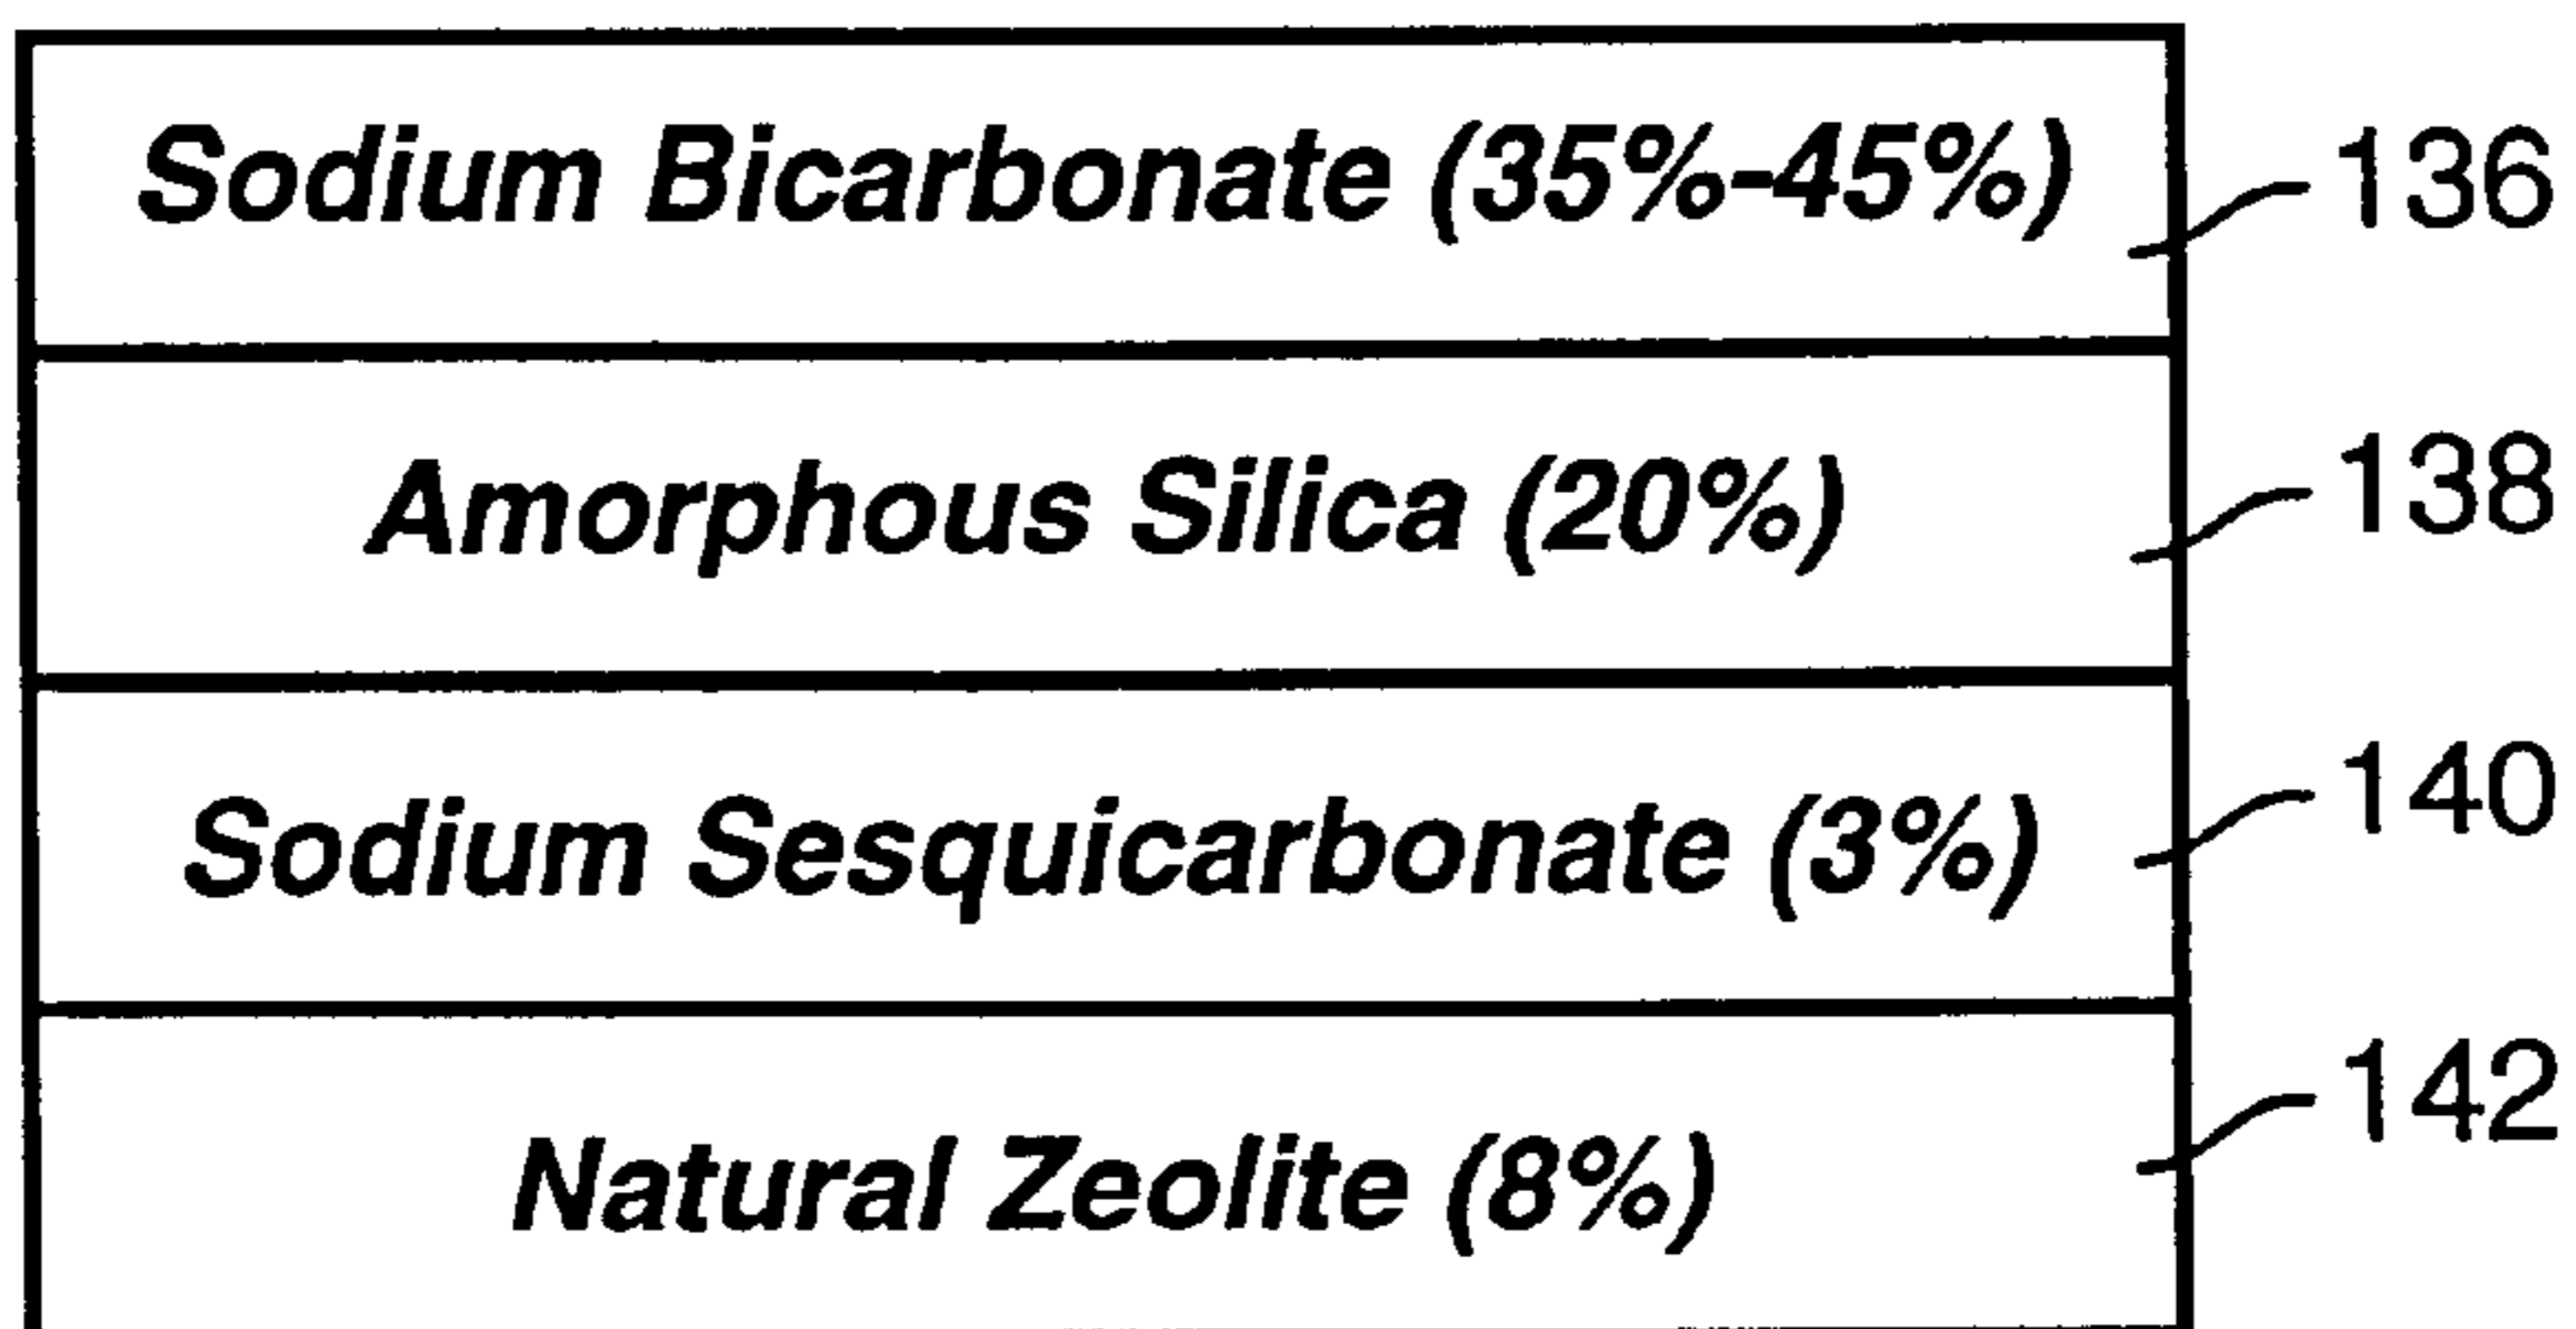 Sodium Bicarbonate (35%-45%) 136
Amorphous Silica (20%) 138
Sodium Sesquicarbonate (3%) 140
Natural Zeolite (8%) 142